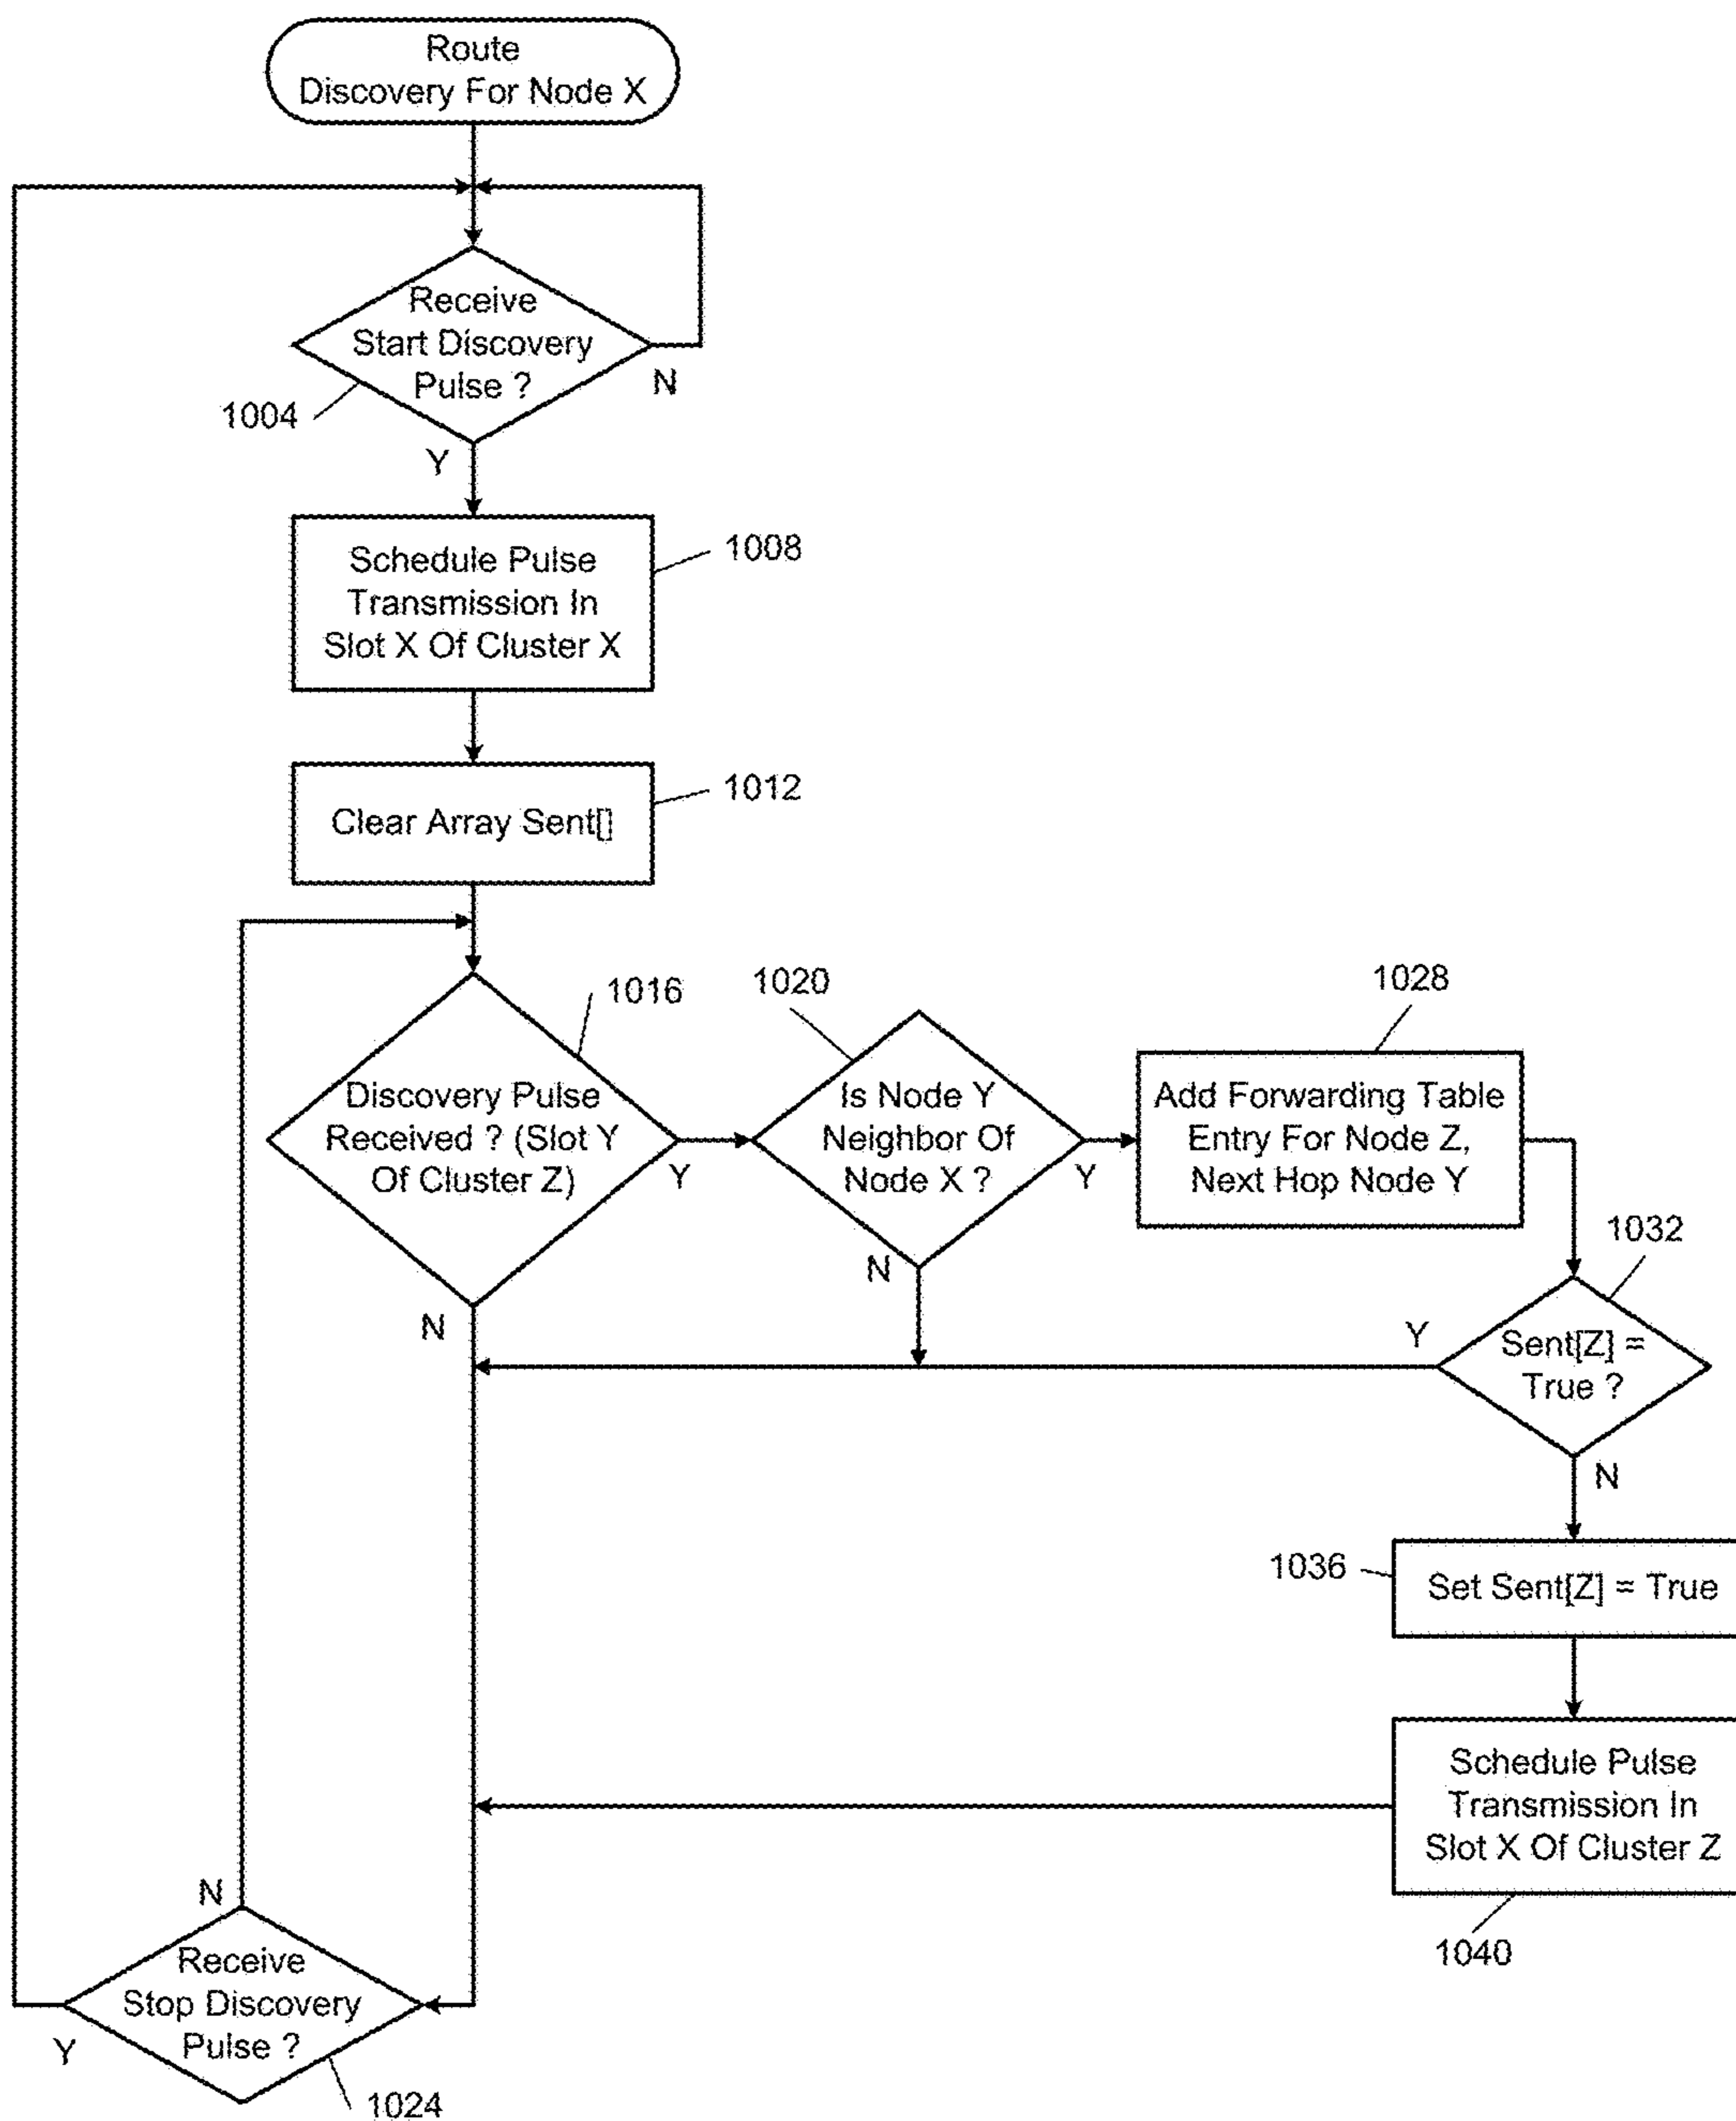 Route
Discovery For Node X
Receive
Start Discovery
Pulse ?
1004
N
Y
Schedule Pulse
Transmission In
Slot X Of Cluster X
1008
Clear Array Sent[]
1012
Discovery Pulse
Received ? (Slot Y
Of Cluster Z)
1016
Y
N
Is Node Y
Neighbor Of
Node X ?
1020
Y
N
Add Forwarding Table
Entry For Node Z,
Next Hop Node Y
1028
Sent[Z] =
True ?
1032
Y
N
Set Sent[Z] = True
1036
Schedule Pulse
Transmission In
Slot X Of Cluster Z
1040
Receive
Stop Discovery
Pulse ?
N
Y
1024